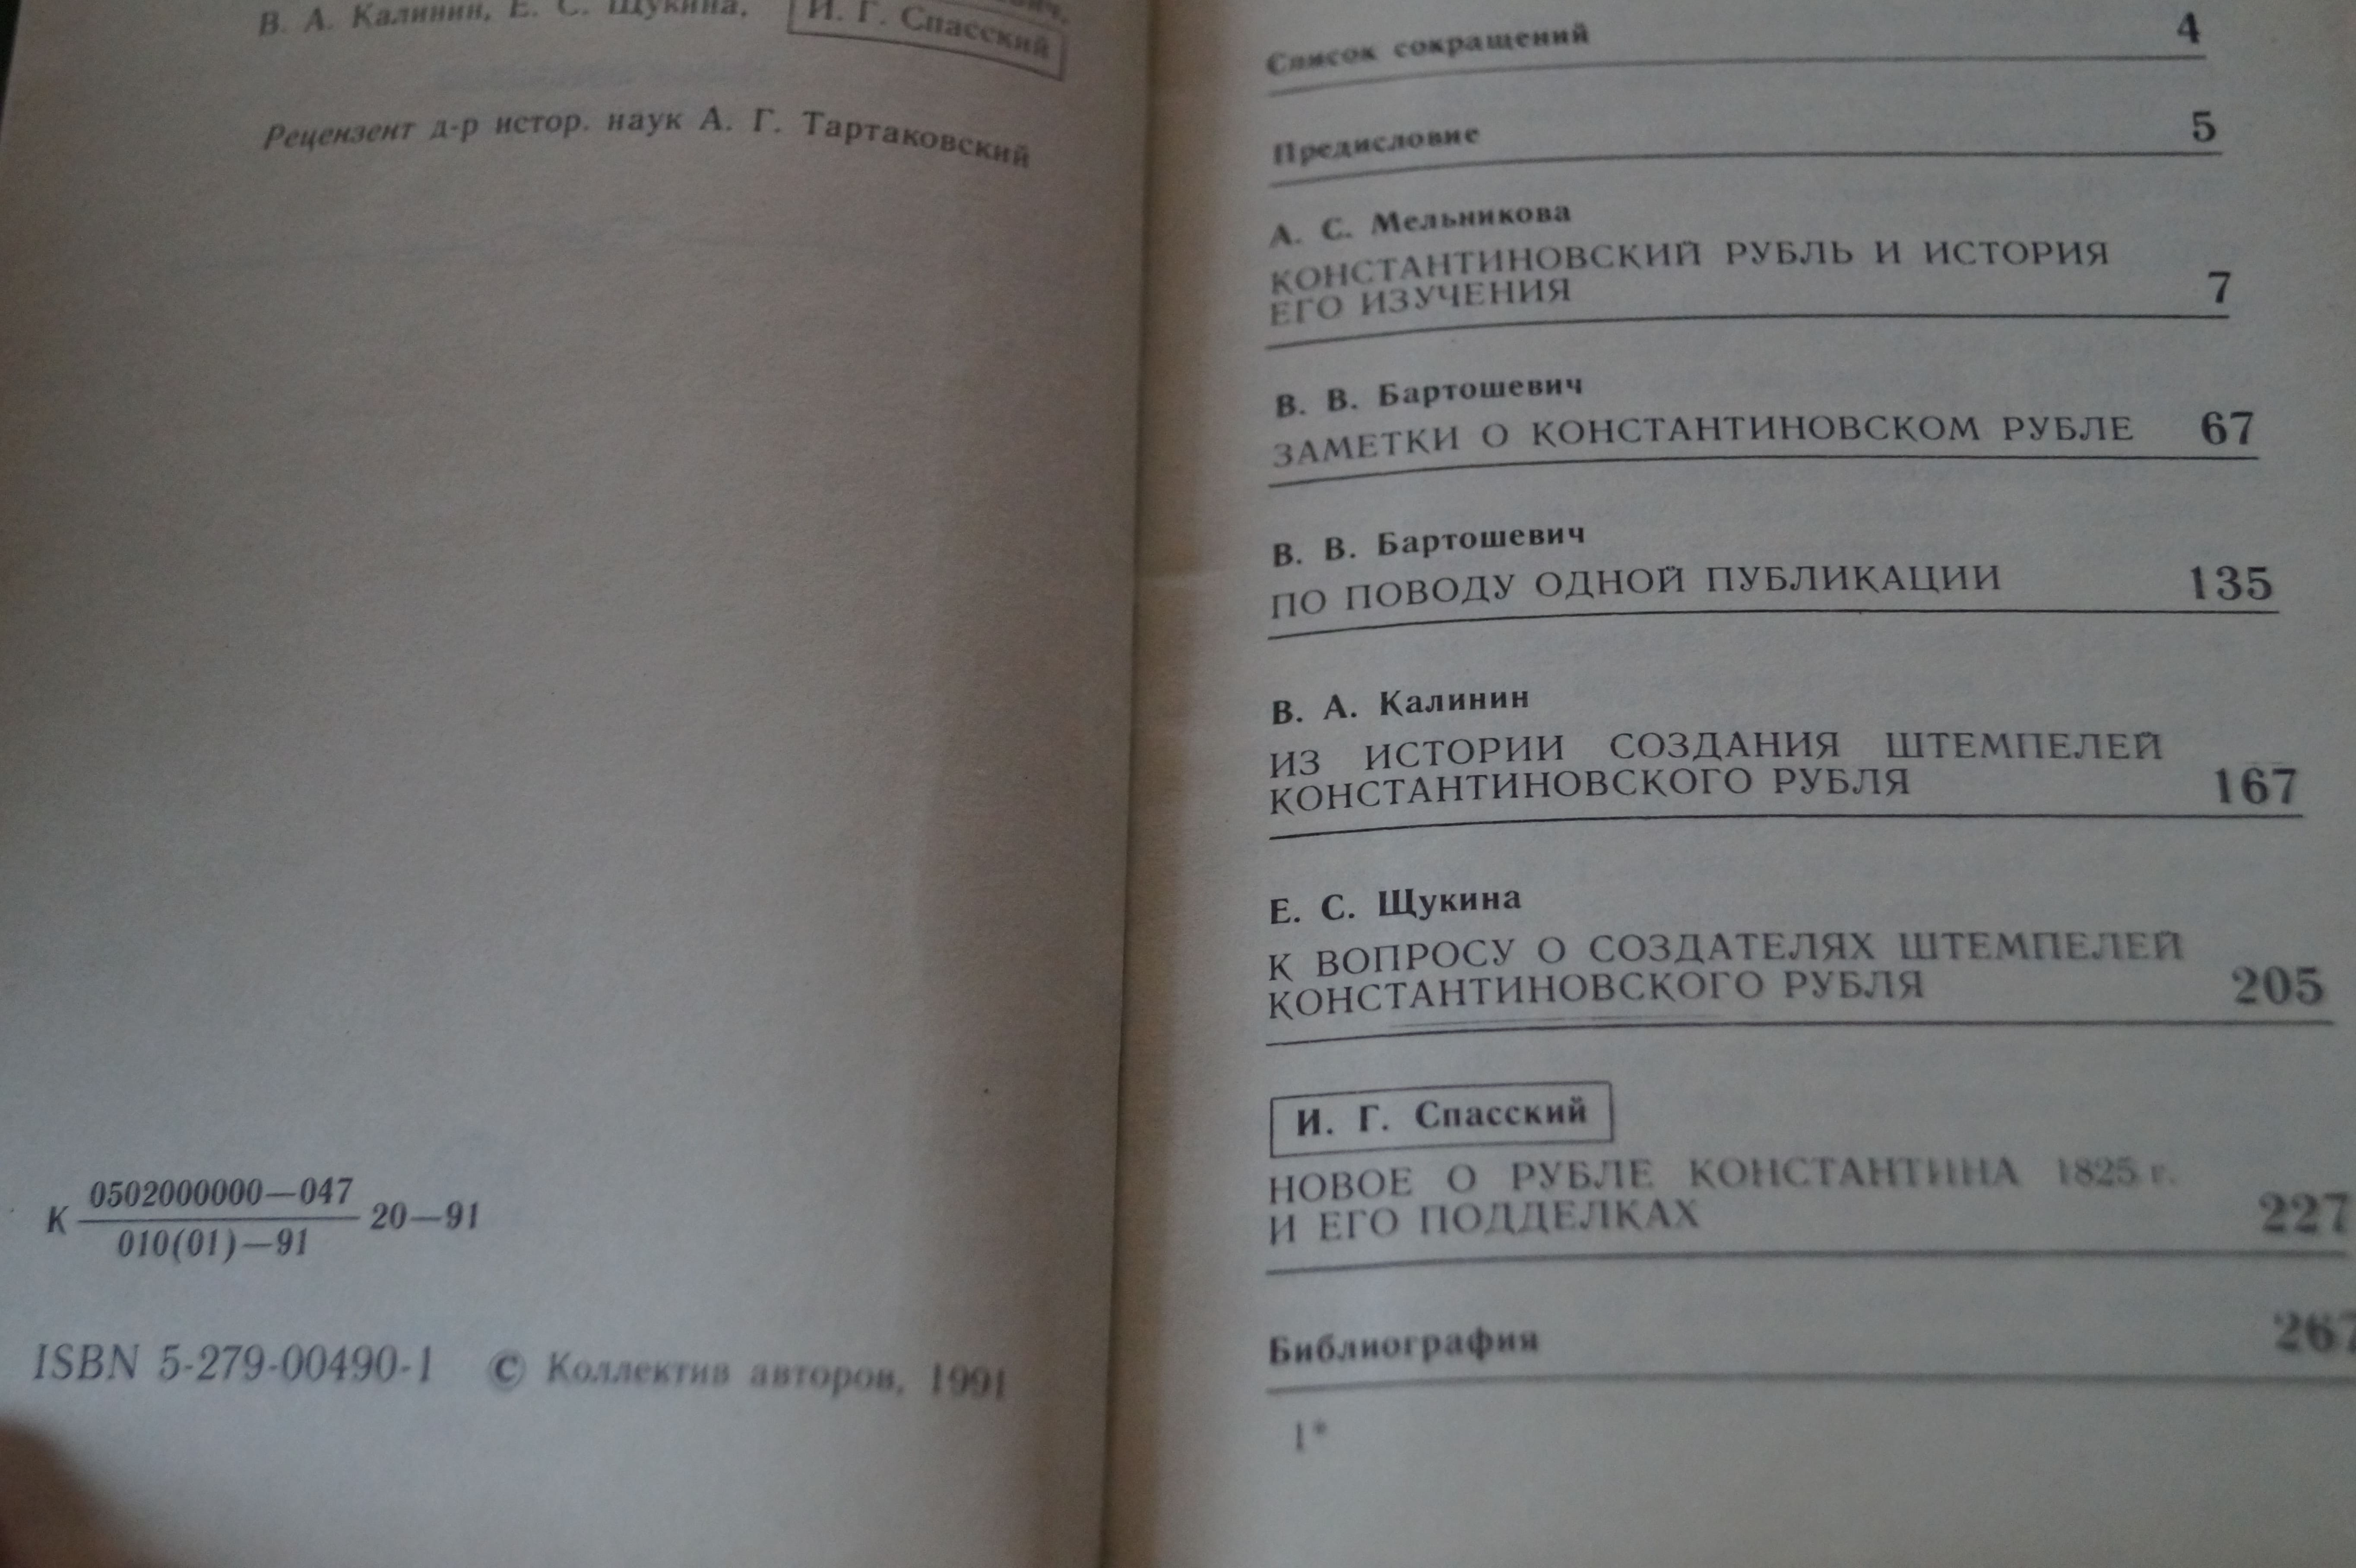 В. А. Калинин, Е. С. Щукина, И. Г. Спасский
Рецензент д-р истор. наук А. Г. Тартаковский
К 0502000000—047 20—91
010(01)—91
ISBN 5-279-00490-1 © Коллектив авторов, 1991
Список сокращений 4
Предисловие 5
А. С. Мельникова
КОНСТАНТИНОВСКИЙ РУБЛЬ И ИСТОРИЯ
ЕГО ИЗУЧЕНИЯ 7
В. В. Бартошевич
ЗАМЕТКИ О КОНСТАНТИНОВСКОМ РУБЛЕ 67
В. В. Бартошевич
ПО ПОВОДУ ОДНОЙ ПУБЛИКАЦИИ 135
В. А. Калинин
ИЗ ИСТОРИИ СОЗДАНИЯ ШТЕМПЕЛЕЙ
КОНСТАНТИНОВСКОГО РУБЛЯ 167
Е. С. Щукина
К ВОПРОСУ О СОЗДАТЕЛЯХ ШТЕМПЕЛЕЙ
КОНСТАНТИНОВСКОГО РУБЛЯ 205
И. Г. Спасский
НОВОЕ О РУБЛЕ КОНСТАНТИНА 1825 г.
И ЕГО ПОДДЕЛКАХ 227
Библиография 267
1*